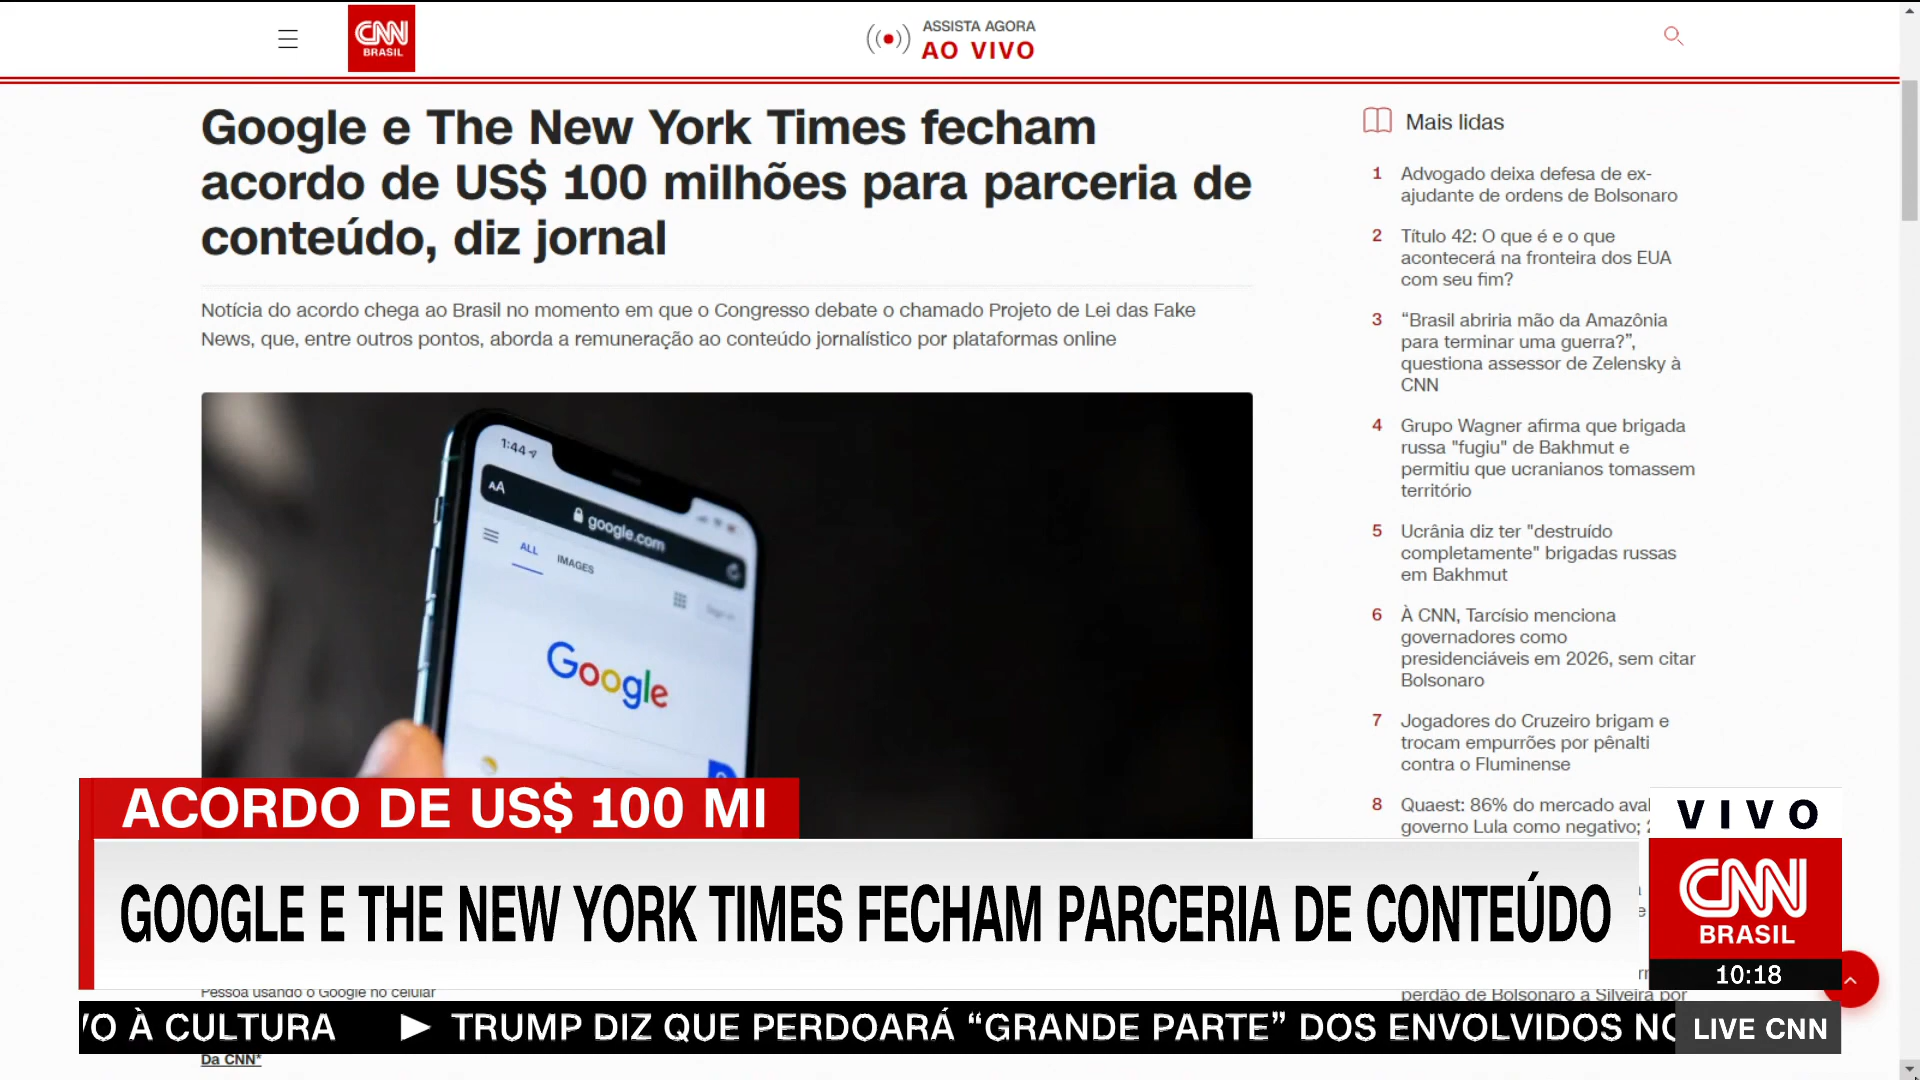 CNN
BRASIL
ASSISTA AGORA
AO VIVO
Google e The New York Times fecham
acordo de US$ 100 milhões para parceria de
conteúdo, diz jornal
Notícia do acordo chega ao Brasil no momento em que o Congresso debate o chamado Projeto de Lei das Fake
News, que, entre outros pontos, aborda a remuneração ao conteúdo jornalístico por plataformas online
1:44
AA
google.com
ALL IMAGES
Google
Mais lidas
1 Advogado deixa defesa de ex-
ajudante de ordens de Bolsonaro
2 Título 42: O que é e o que
acontecerá na fronteira dos EUA
com seu fim?
3 “Brasil abriria mão da Amazônia
para terminar uma guerra?”,
questiona assessor de Zelensky à
CNN
4 Grupo Wagner afirma que brigada
russa "fugiu" de Bakhmut e
permitiu que ucranianos tomassem
território
5 Ucrânia diz ter "destruído
completamente" brigadas russas
em Bakhmut
6 À CNN, Tarcísio menciona
governadores como
presidenciáveis em 2026, sem citar
Bolsonaro
7 Jogadores do Cruzeiro brigam e
trocam empurrões por pênalti
contra o Fluminense
8 Quaest: 86% do mercado
governo Lula como negativo;
perdão de Bolsonaro a Silveira por
ACORDO DE US$ 100 MI
GOOGLE E THE NEW YORK TIMES FECHAM PARCERIA DE CONTEÚDO
VIVO
CNN
BRASIL
10:18
Pessoa usando o Google no celular
À CULTURA ▶ TRUMP DIZ QUE PERDOARÁ “GRANDE PARTE” DOS ENVOLVIDOS
LIVE CNN
Da CNN*